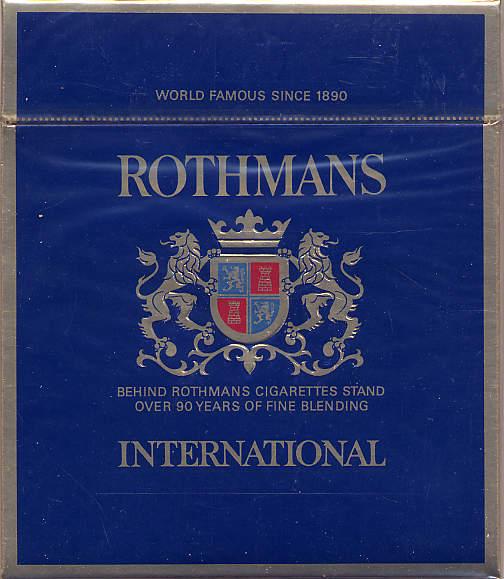 WORLD FAMOUS SINCE 1890
ROTHMANS
BEHIND ROTHMANS CIGARETTES STAND
OVER 90 YEARS OF FINE BLENDING
INTERNATIONAL